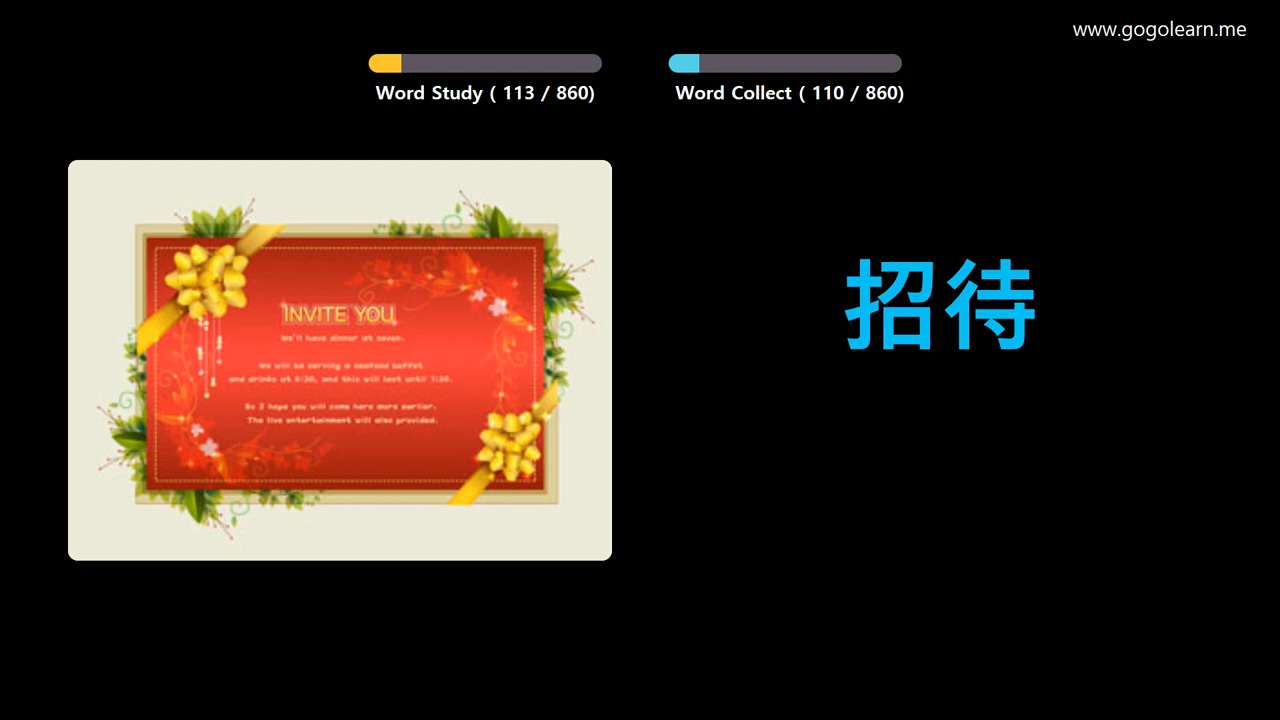 www.gogolearn.me
Word Study ( 113 / 860)
Word Collect ( 110 / 860)
INVITE YOU
We'll have dinner at seven.
We will be serving a seafood buffet
and drinks at 6:30, and this will last until 7:30.
So I hope you will come here more earlier.
The live entertainment will also provided.
招待